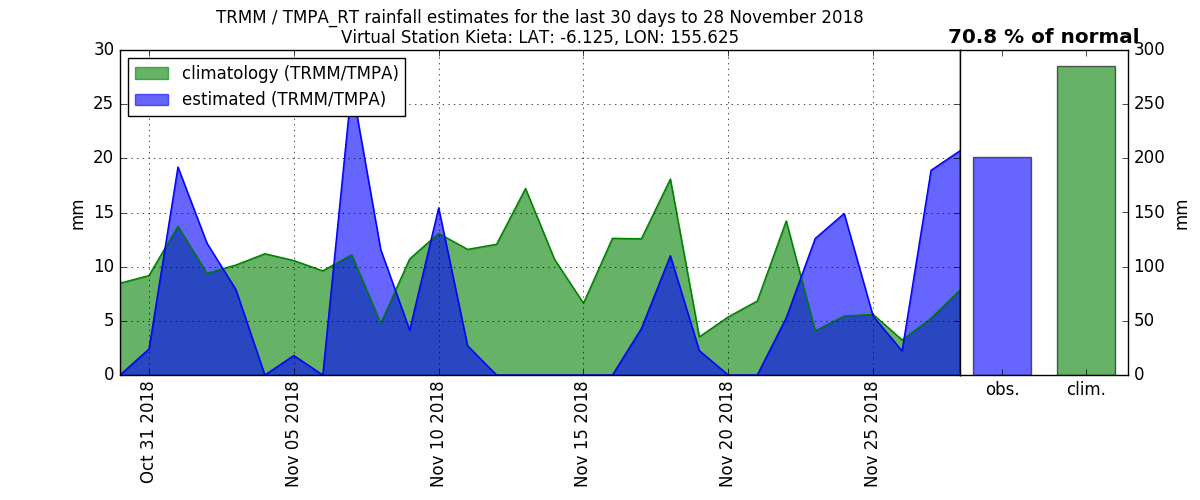 TRMM / TMPA_RT rainfall estimates for the last 30 days to 28 November 2018
Virtual Station Kieta: LAT: -6.125, LON: 155.625
70.8 % of normal
climatology (TRMM/TMPA)
estimated (TRMM/TMPA)
30
25
20
15
10
5
0
mm
Oct 31 2018
Nov 05 2018
Nov 10 2018
Nov 15 2018
Nov 20 2018
Nov 25 2018
300
250
200
150
100
50
0
mm
obs.
clim.